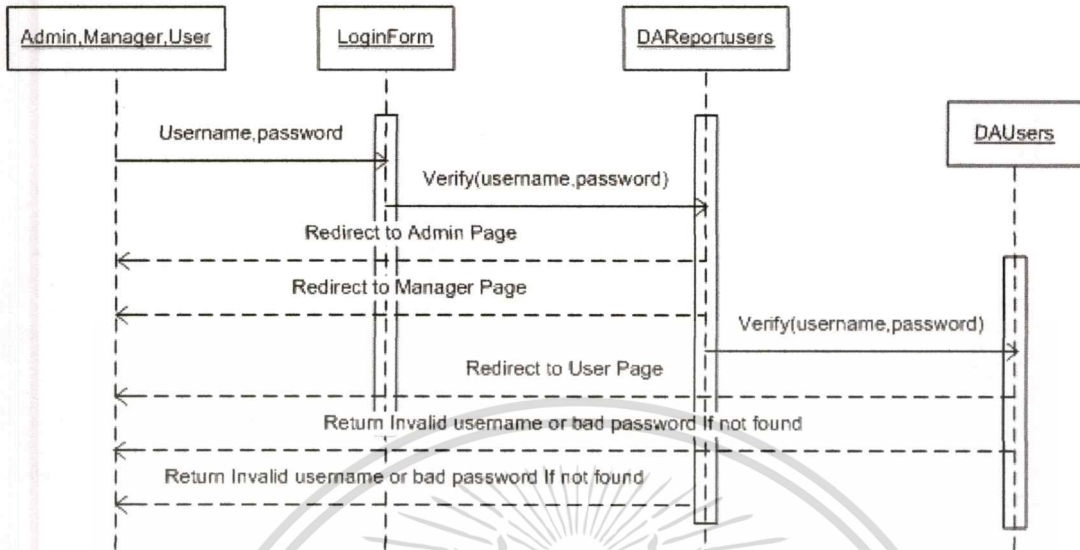 Admin,Manager,User
LoginForm
DAReportusers
DAUsers
Username,password
Verify(username,password)
Redirect to Admin Page
Redirect to Manager Page
Verify(username,password)
Redirect to User Page
Return Invalid username or bad password If not found
Return Invalid username or bad password If not found